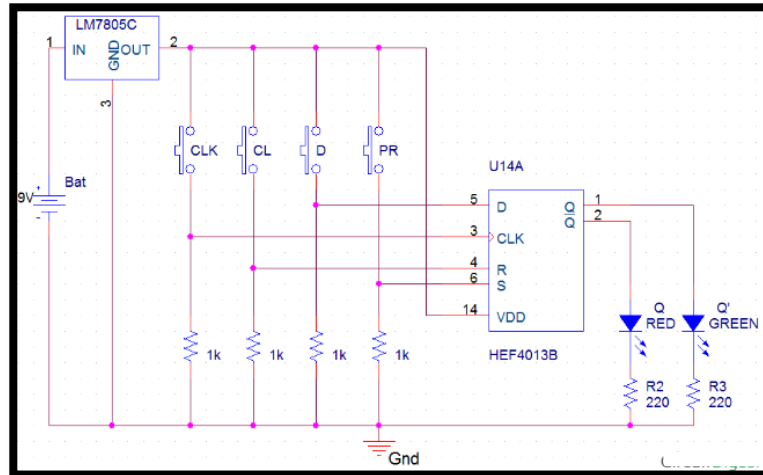 LM7805C
1 IN GND OUT 2
3
CLK CL D PR
U14A
Bat
9V
5 D Q 1
Q 2
3 CLK
4 R
6 S
14 VDD
Q Q'
RED GREEN
HEF4013B
1k 1k 1k 1k
R2 R3
220 220
Gnd